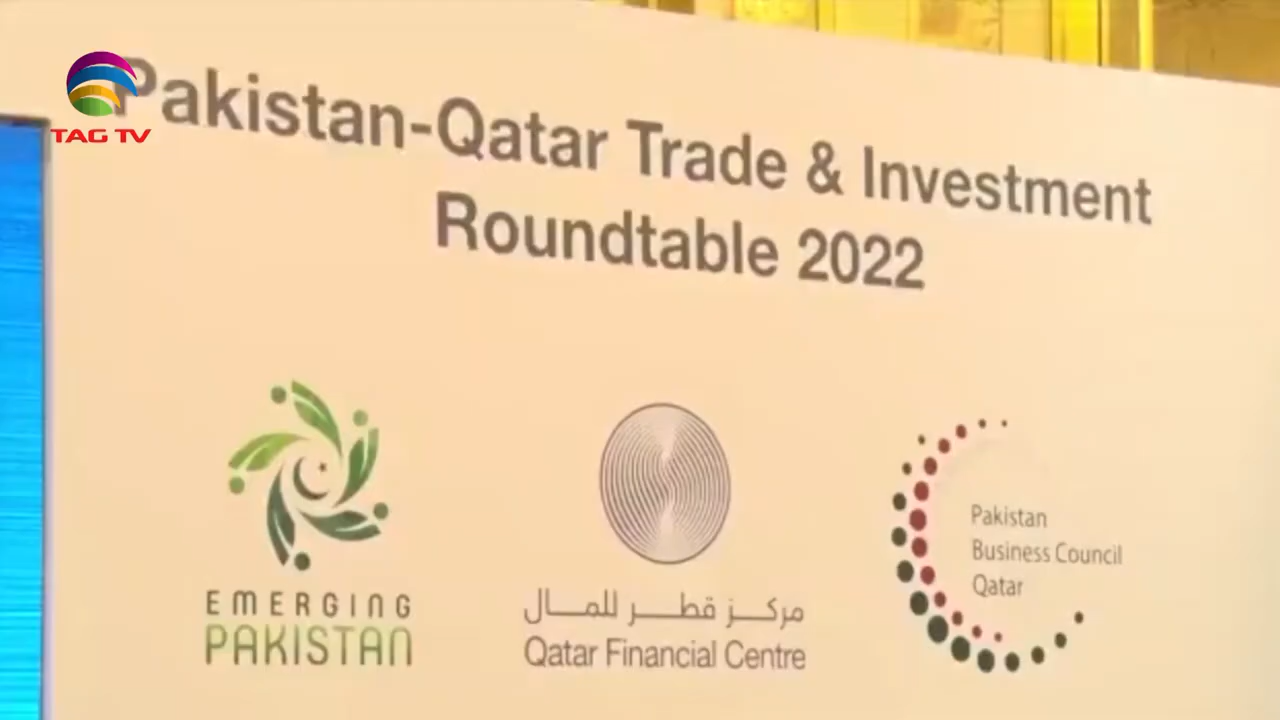 TAG TV
Pakistan-Qatar Trade & Investment
Roundtable 2022
EMERGING
PAKISTAN
مركز قطر للمال
Qatar Financial Centre
Pakistan
Business Council
Qatar